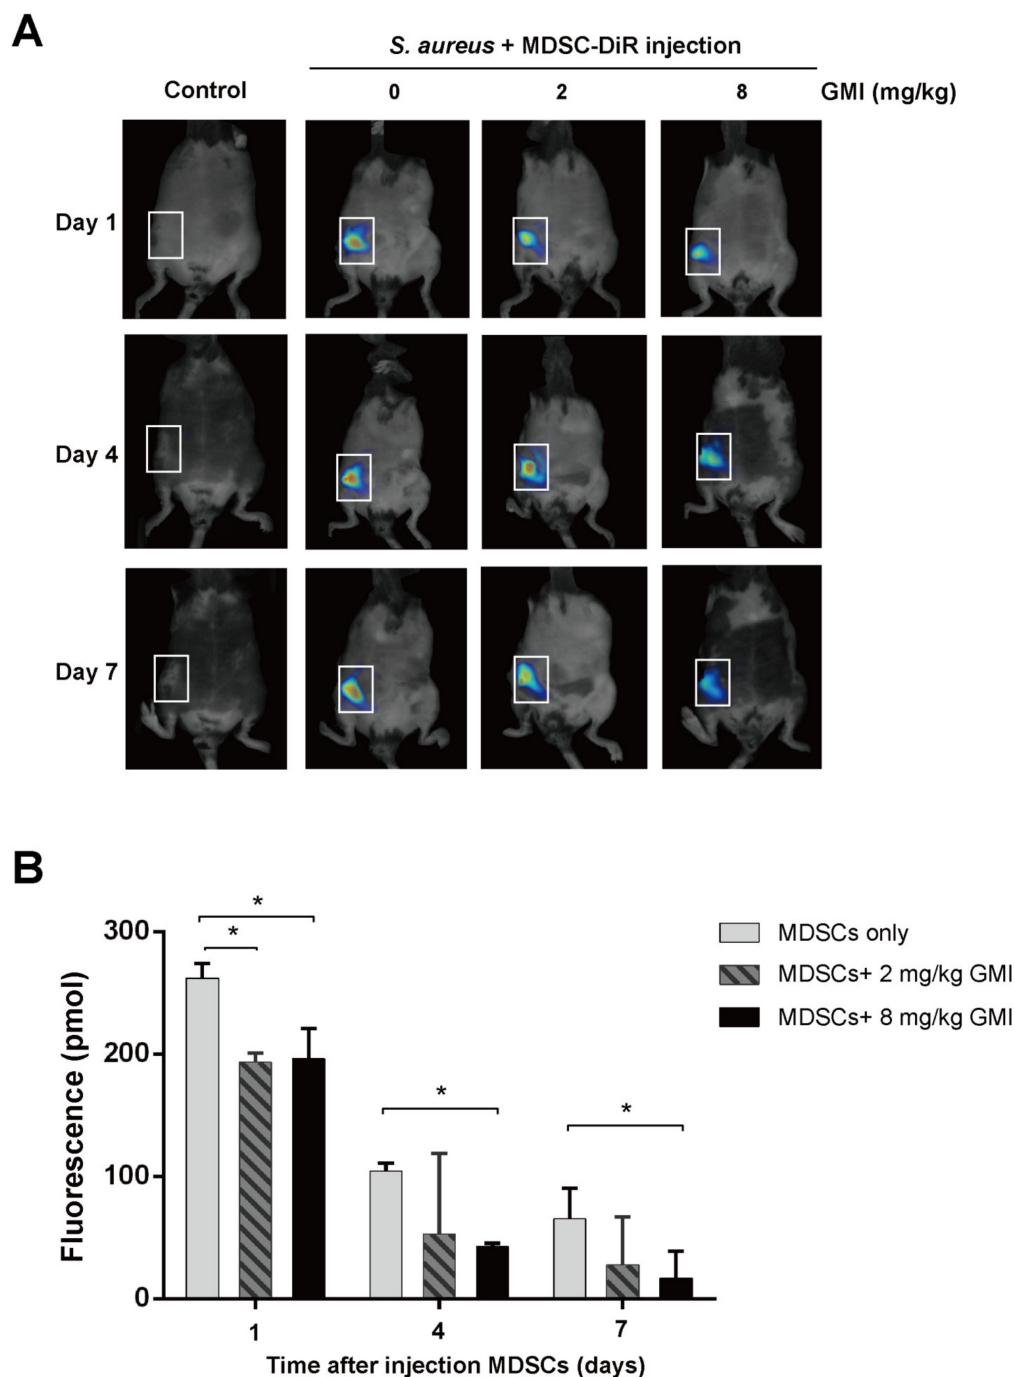 A
S. aureus + MDSC-DiR injection
Control 0 2 8 GMI (mg/kg)
Day 1
Day 4
Day 7
B
Fluorescence (pmol)
300
200
100
0
* *
*
*
1 4 7
Time after injection MDSCs (days)
MDSCs only
MDSCs+ 2 mg/kg GMI
MDSCs+ 8 mg/kg GMI